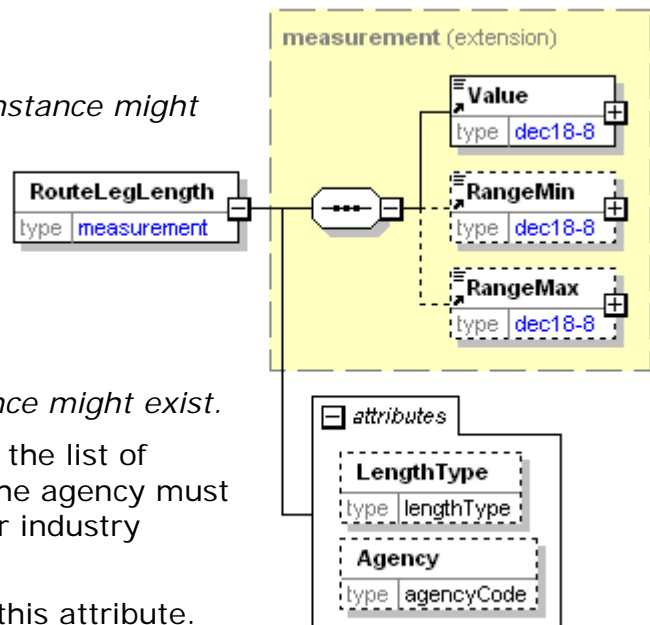 measurement (extension)
nstance might
Value
type dec18-8
RouteLegLength
type measurement
RangeMin
type dec18-8
RangeMax
type dec18-8
nce might exist.
the list of
he agency must
r industry
this attribute.
attributes
LengthType
type lengthType
Agency
type agencyCode